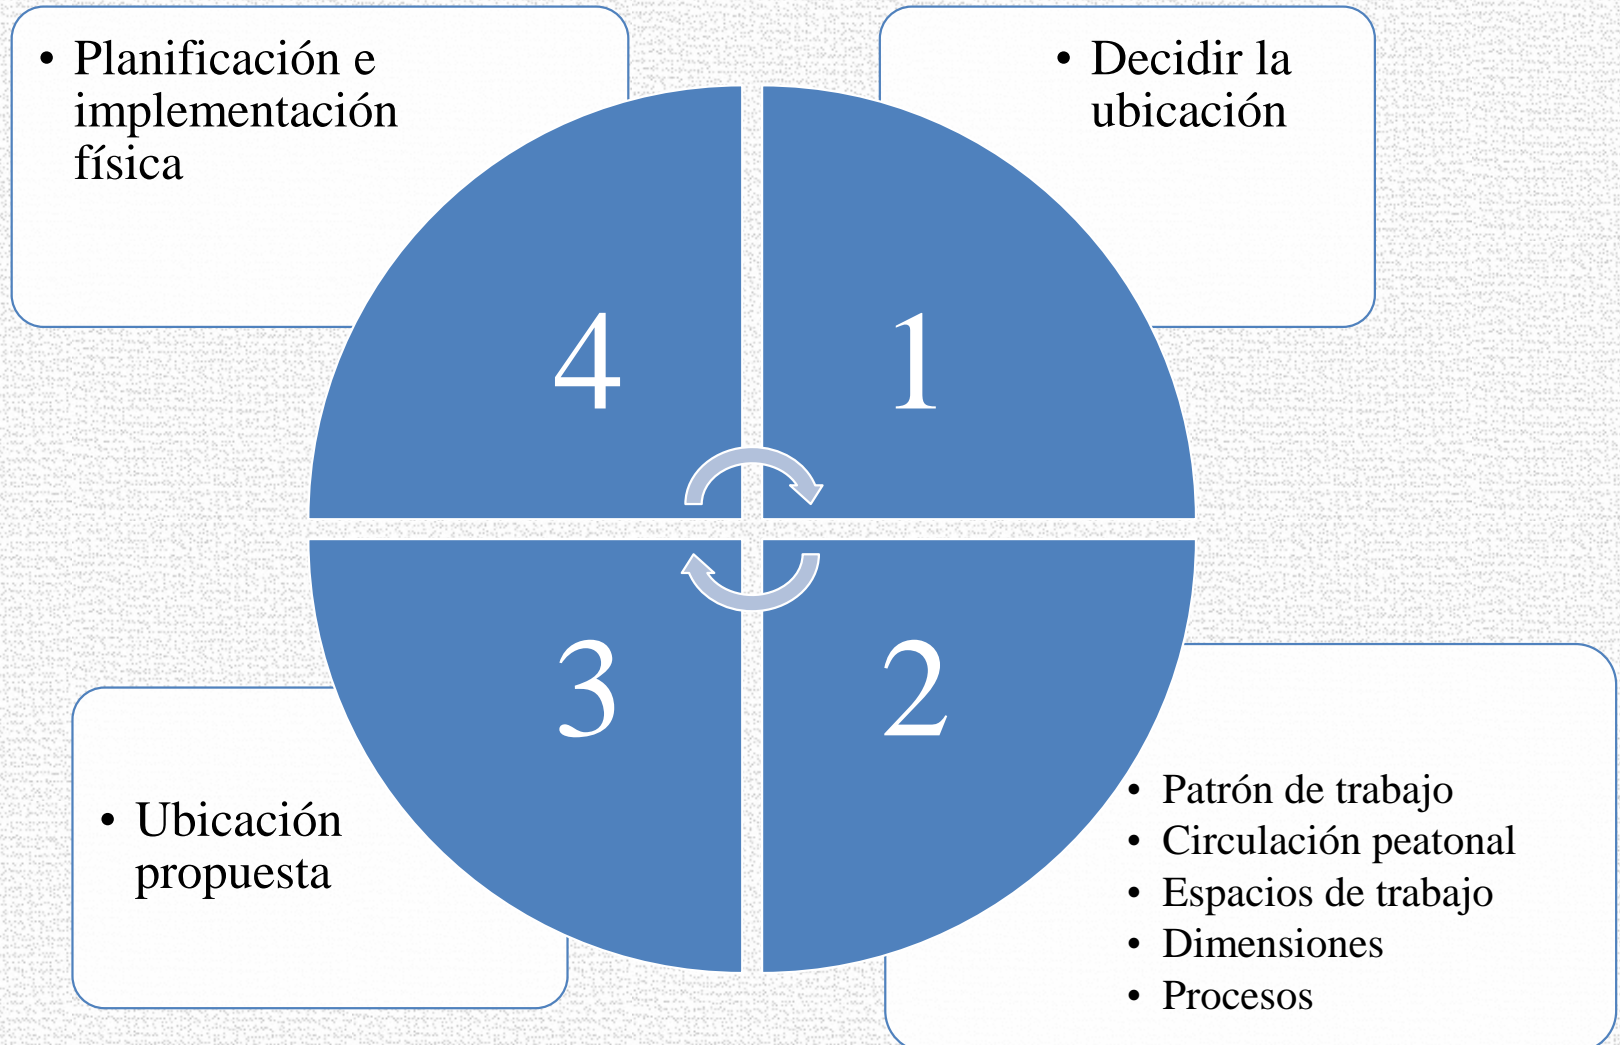 • Planificación e
implementación
física
• Decidir la
ubicación
4
1
3
2
• Ubicación
propuesta
• Patrón de trabajo
• Circulación peatonal
• Espacios de trabajo
• Dimensiones
• Procesos